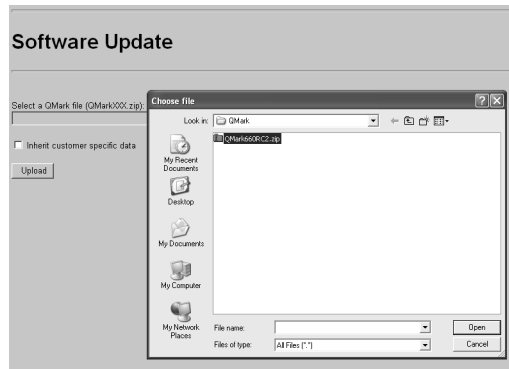 Software Update
Select a QMark file (QMarkXXX.zip):
Inherit customer specific data
Upload
Choose file
Look in:
QMark
QMark660RC2.zip
My Recent
Documents
Desktop
My Documents
My Computer
My Network
Places
File name:
Open
Files of type:
All Files (*.*)
Cancel